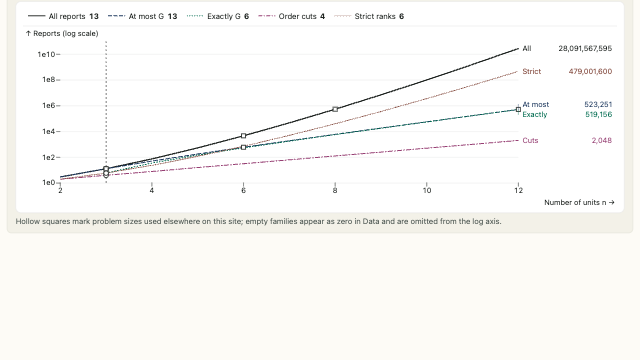 All reports 13 At most G 13 Exactly G 6 Order cuts 4 Strict ranks 6
↑ Reports (log scale)
1e10
1e8
1e6
1e4
1e2
1e0
2 4 6 8 10 12
All 28,091,567,595
Strict 479,001,600
At most 523,251
Exactly 519,156
Cuts 2,048
Number of units n →
Hollow squares mark problem sizes used elsewhere on this site; empty families appear as zero in Data and are omitted from the log axis.